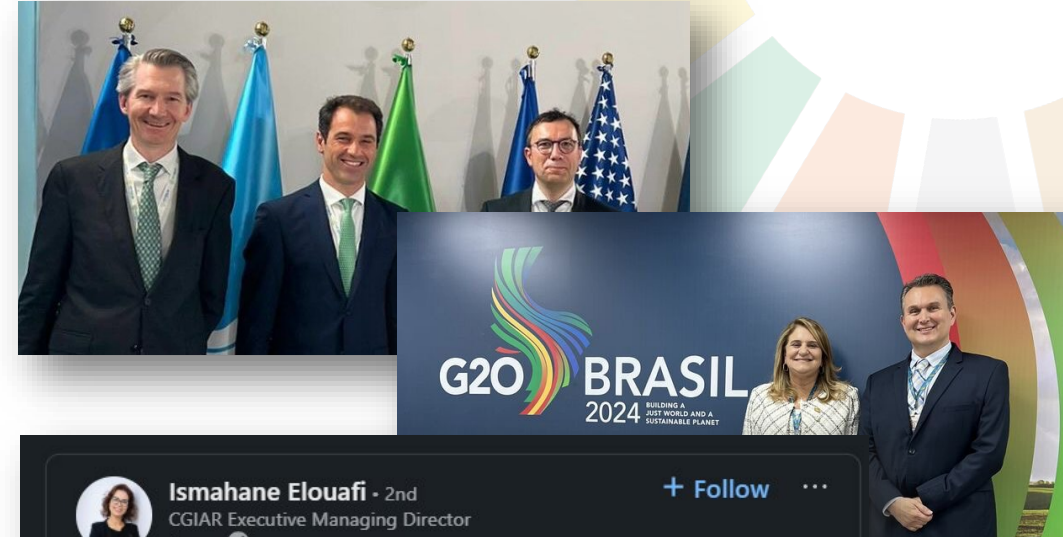 G20 BRASIL
2024 BUILDING A
JUST WORLD AND A
SUSTAINABLE PLANET
Ismahane Elouafi • 2nd
+ Follow ...
CGIAR Executive Managing Director